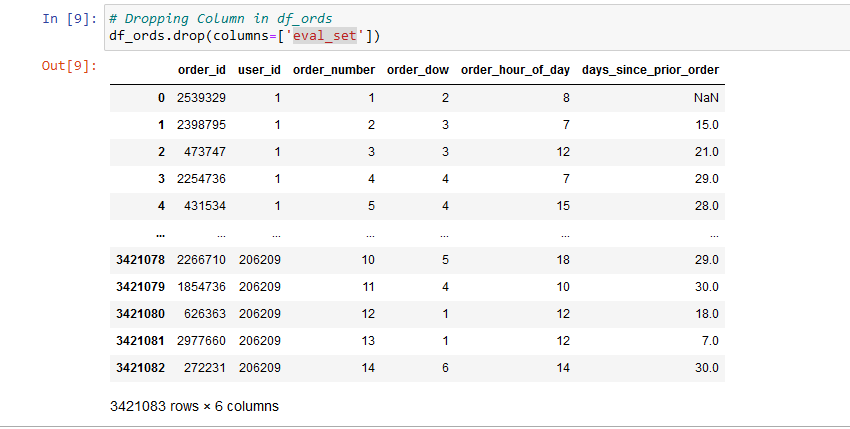 In [9]: # Dropping Column in df_ords
df_ords.drop(columns=['eval_set'])
Out[9]:
order_id user_id order_number order_dow order_hour_of_day days_since_prior_order
0 2539329 1 1 2 8 NaN
1 2398795 1 2 3 7 15.0
2 473747 1 3 3 12 21.0
3 2254736 1 4 4 7 29.0
4 431534 1 5 4 15 28.0
... ... ... ... ... ... ...
3421078 2266710 206209 10 5 18 29.0
3421079 1854736 206209 11 4 10 30.0
3421080 626363 206209 12 1 12 18.0
3421081 2977660 206209 13 1 12 7.0
3421082 272231 206209 14 6 14 30.0
3421083 rows × 6 columns